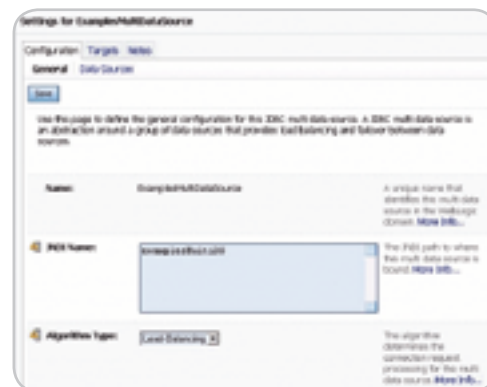 Settings for ExamplesMultiDataSource
Configuration Targets Notes
General Data Sources
Save
Use this page to define the general configuration for this JDBC multi data source. A JDBC multi data source is
an abstraction around a group of data sources that provides load balancing and failover between data
sources.
Name: ExamplesMultiDataSource
A unique name that
identifies the multi data
source in the WebLogic
domain. More Info...
JNDI Name:
The JNDI path to where
this multi data source is
bound. More Info...
Algorithm Type: Load-Balancing
The algorithm
determines the
connection request
processing for the multi
data source. More Info...